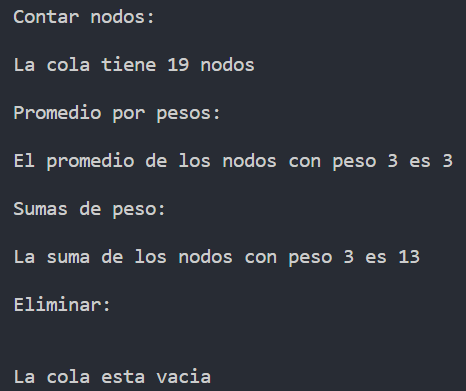 Contar nodos:
La cola tiene 19 nodos
Promedio por pesos:
El promedio de los nodos con peso 3 es 3
Sumas de peso:
La suma de los nodos con peso 3 es 13
Eliminar:
La cola esta vacia